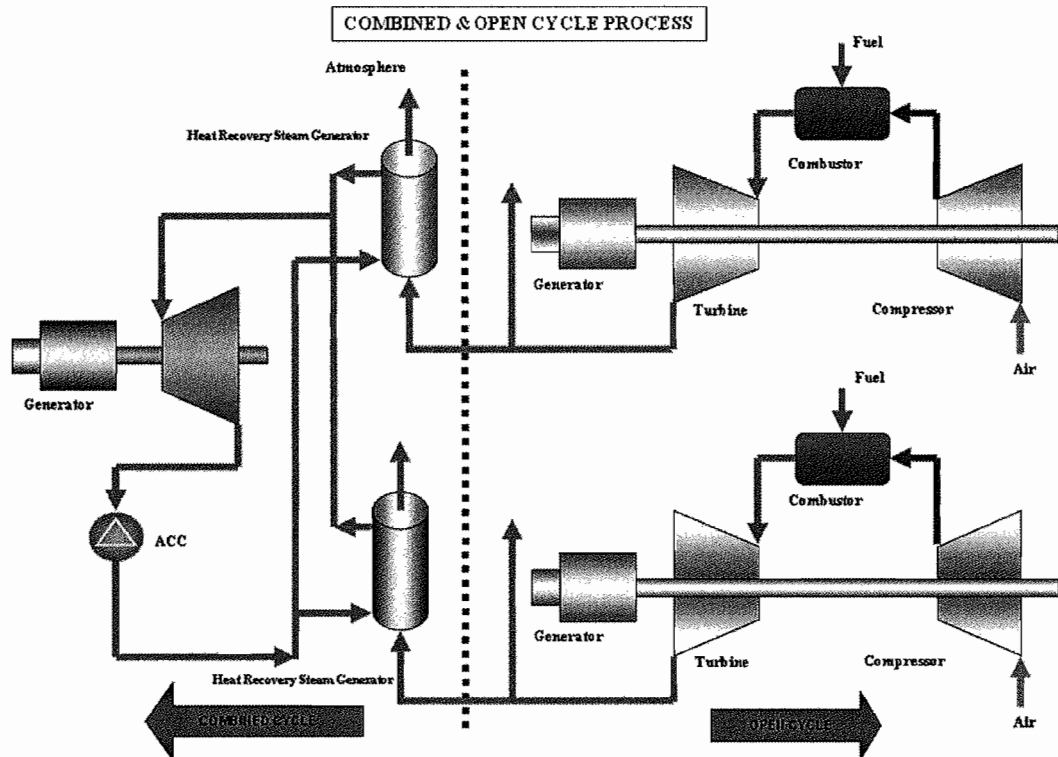 COMBINED & OPEN CYCLE PROCESS
Fuel
Atmosphere
Heat Recovery Steam Generator
Combustor
Generator
Turbine
Compressor
Air
Generator
Fuel
Combustor
ACC
Generator
Turbine
Compressor
Heat Recovery Steam Generator
COMBINED CYCLE
OPEN CYCLE
Air